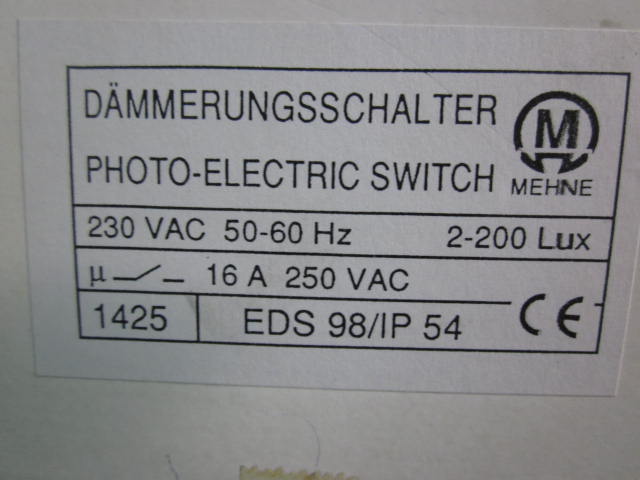 DÄMMERUNGSSCHALTER
M
PHOTO-ELECTRIC SWITCH
MEHNE
230 VAC 50-60 Hz 2-200 Lux
µ 16 A 250 VAC
1425 EDS 98/IP 54 CE